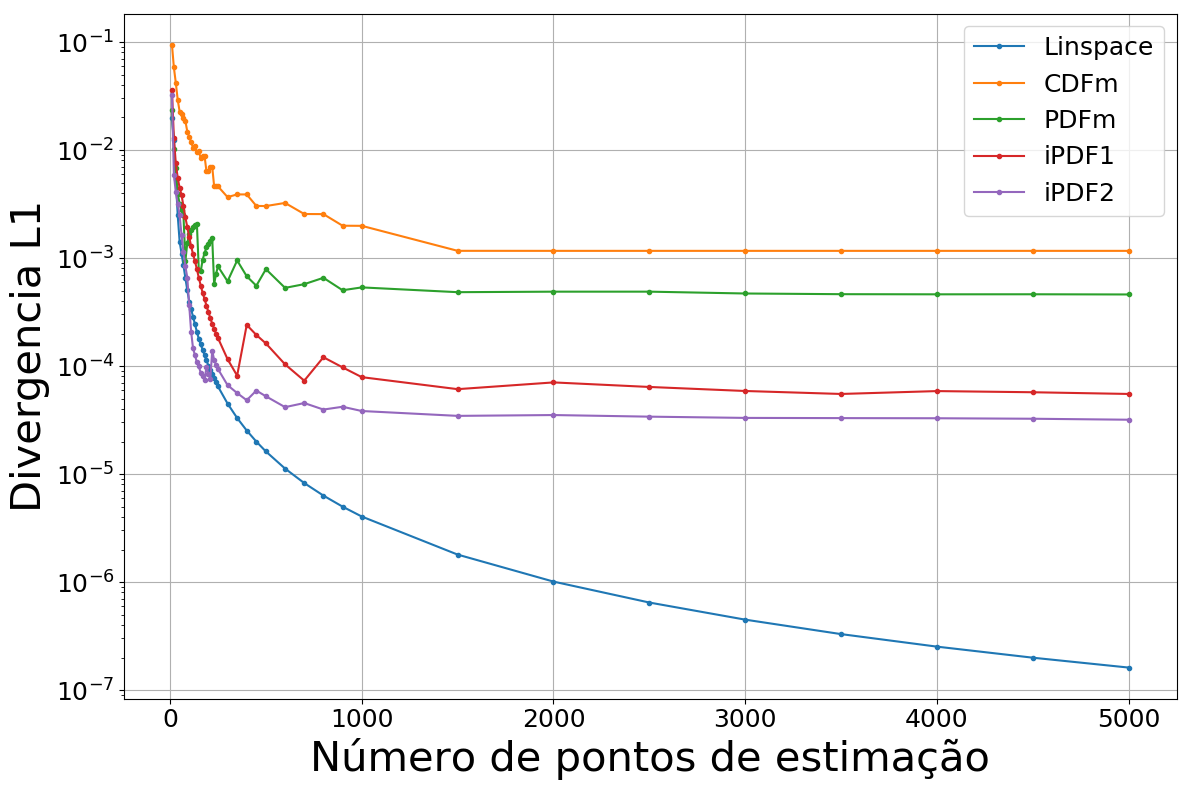 Divergencia L1
10⁻¹
10⁻²
10⁻³
10⁻⁴
10⁻⁵
10⁻⁶
10⁻⁷
Linspace
CDFm
PDFm
iPDF1
iPDF2
0 1000 2000 3000 4000 5000
Número de pontos de estimação